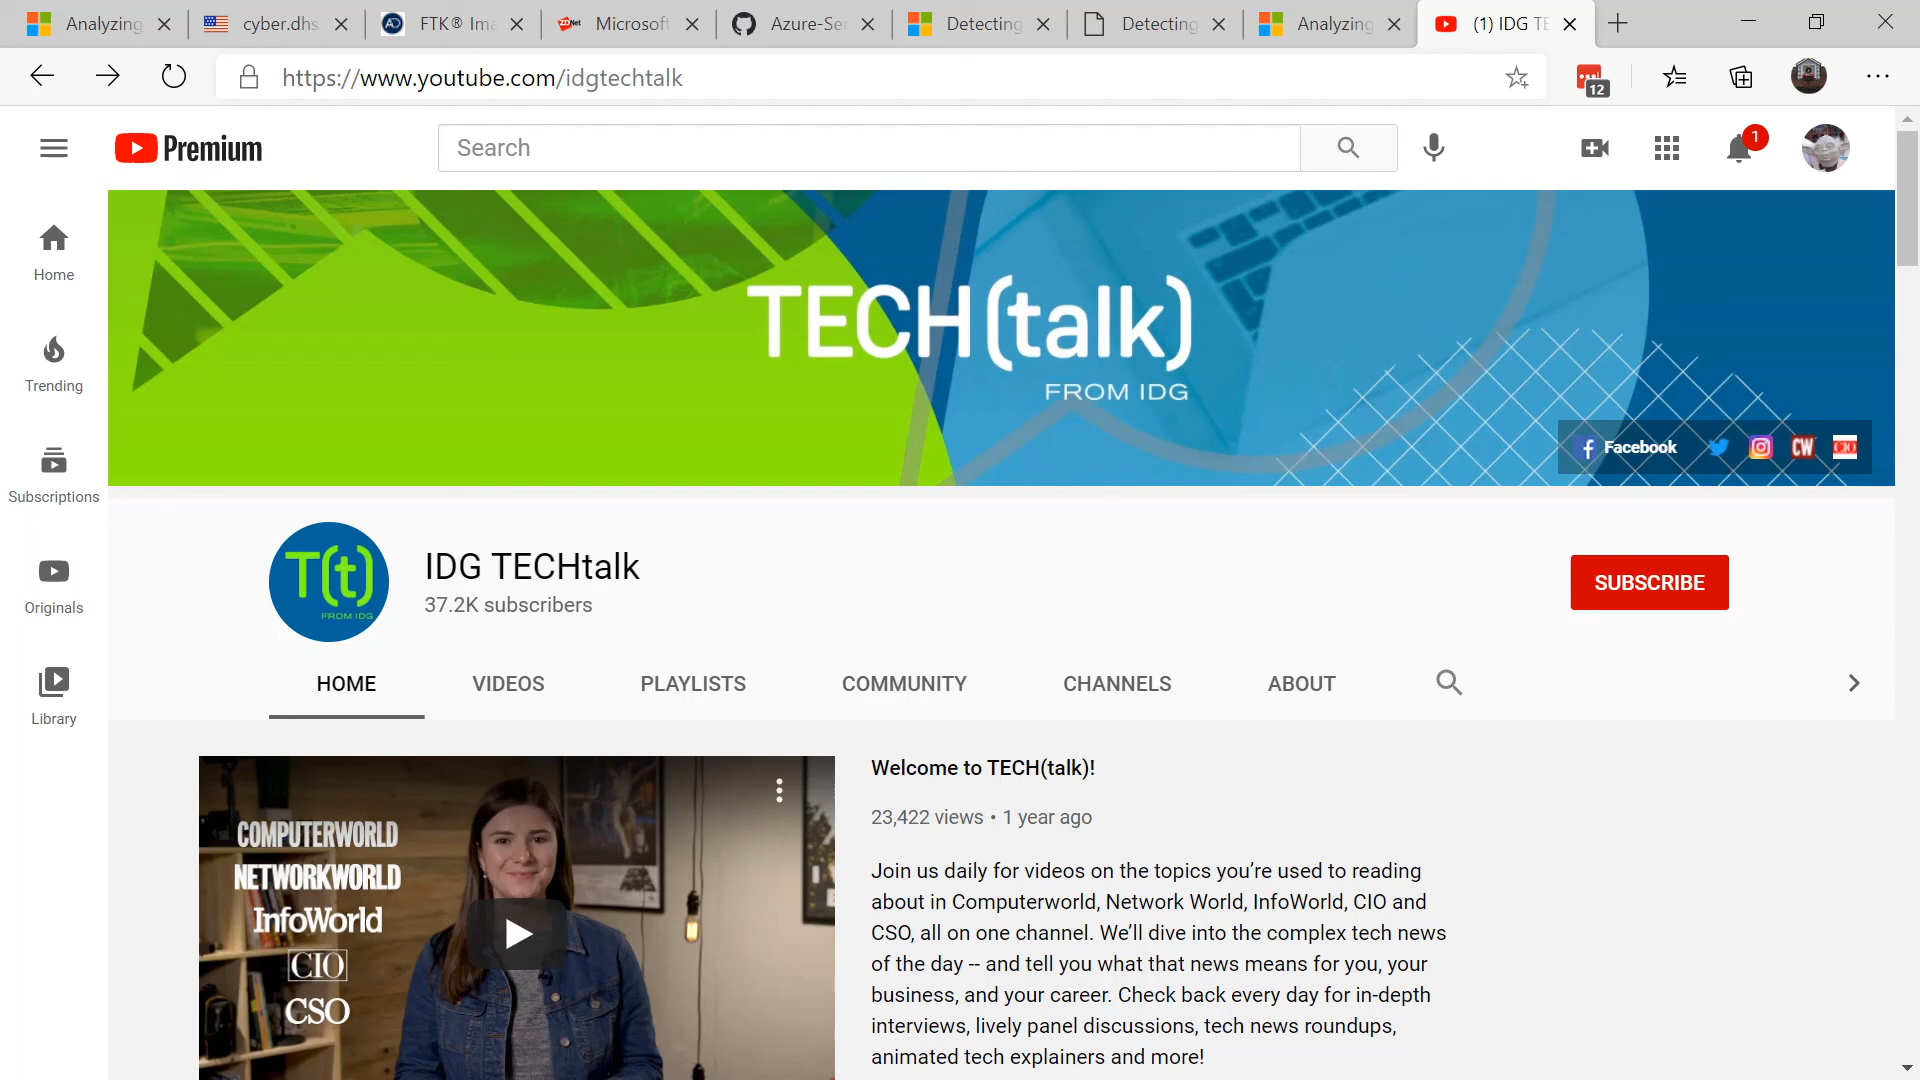 Analyzing
cyber.dhs
FTK® Ima
Microsoft
Azure-Se
Detecting
Detecting
Analyzing
(1) IDG TE
https://www.youtube.com/idgtechtalk
12
Premium
Search
1
Home
Trending
Subscriptions
Originals
Library
TECH(talk)
FROM IDG
Facebook
CW
CIO
T(t)
FROM IDG
IDG TECHtalk
37.2K subscribers
SUBSCRIBE
HOME
VIDEOS
PLAYLISTS
COMMUNITY
CHANNELS
ABOUT
COMPUTERWORLD
NETWORKWORLD
InfoWorld
CIO
CSO
Welcome to TECH(talk)!
23,422 views • 1 year ago
Join us daily for videos on the topics you’re used to reading
about in Computerworld, Network World, InfoWorld, CIO and
CSO, all on one channel. We’ll dive into the complex tech news
of the day -- and tell you what that news means for you, your
business, and your career. Check back every day for in-depth
interviews, lively panel discussions, tech news roundups,
animated tech explainers and more!